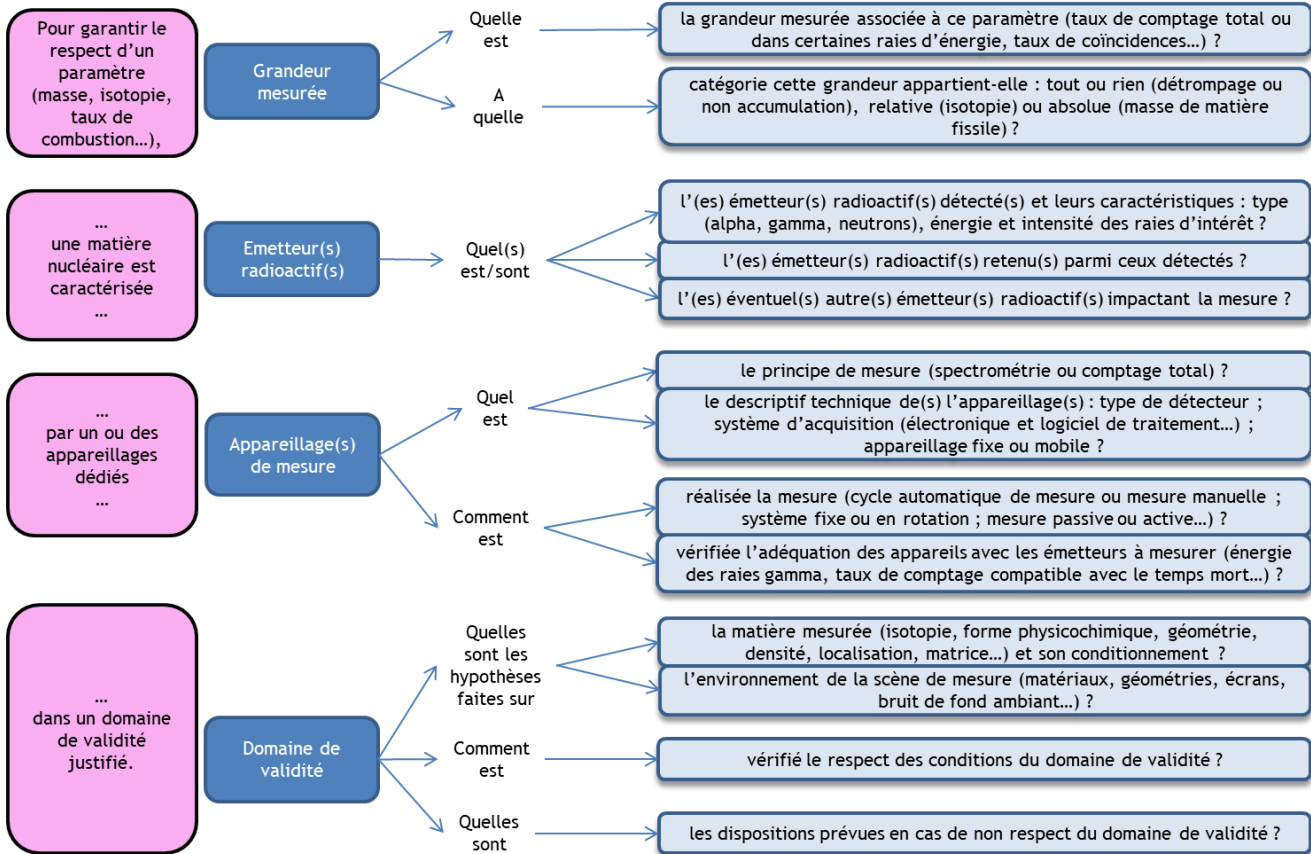 Pour garantir le
respect d'un
paramètre
(masse, isotopie,
taux de
combustion…),
Grandeur
mesurée
Quelle
est
la grandeur mesurée associée à ce paramètre (taux de comptage total ou
dans certaines raies d'énergie, taux de coïncidences…) ?
A
quelle
catégorie cette grandeur appartient-elle : tout ou rien (détrompage ou
non accumulation), relative (isotopie) ou absolue (masse de matière
fissile) ?
…
une matière
nucléaire est
caractérisée
…
Emetteur(s)
radioactif(s)
Quel(s)
est/sont
l'(es) émetteur(s) radioactif(s) détecté(s) et leurs caractéristiques : type
(alpha, gamma, neutrons), énergie et intensité des raies d'intérêt ?
l'(es) émetteur(s) radioactif(s) retenu(s) parmi ceux détectés ?
l'(es) éventuel(s) autre(s) émetteur(s) radioactif(s) impactant la mesure ?
…
par un ou des
appareillages
dédiés
…
Appareillage(s)
de mesure
Quel
est
le principe de mesure (spectrométrie ou comptage total) ?
le descriptif technique de(s) l'appareillage(s) : type de détecteur ;
système d'acquisition (électronique et logiciel de traitement…) ;
appareillage fixe ou mobile ?
Comment
est
réalisée la mesure (cycle automatique de mesure ou mesure manuelle ;
système fixe ou en rotation ; mesure passive ou active…) ?
vérifiée l'adéquation des appareils avec les émetteurs à mesurer (énergie
des raies gamma, taux de comptage compatible avec le temps mort…) ?
…
dans un domaine
de validité
justifié.
Domaine de
validité
Quelles
sont les
hypothèses
faites sur
la matière mesurée (isotopie, forme physicochimique, géométrie,
densité, localisation, matrice…) et son conditionnement ?
l'environnement de la scène de mesure (matériaux, géométries, écrans,
bruit de fond ambiant…) ?
Comment
est
vérifié le respect des conditions du domaine de validité ?
Quelles
sont
les dispositions prévues en cas de non respect du domaine de validité ?